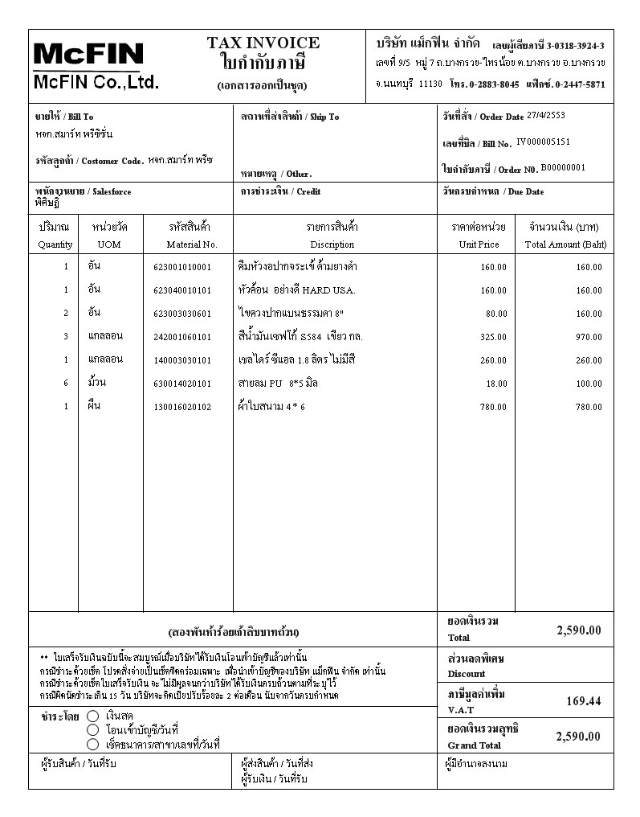 McFIN
McFIN Co.,Ltd.
TAX INVOICE
ใบกำกับภาษี
(เอกสารออกเป็นชุด)
บริษัท แม็กฟิน จำกัด เลขผู้เสียภาษี 3-0318-3924-3
เลขที่ 9/5 หมู่ 7 ถ.บางกรวย-ไทรน้อย ต.บางกรวย อ.บางกรวย
จ.นนทบุรี 11130 โทร. 0-2883-8045 แฟ็กซ์. 0-2447-5871
ขายให้ / Bill To
หจก.สมาร์ท พรีซิชั่น
รหัสลูกค้า / Costomer Code. หจก.สมาร์ท พรีซ
สถานที่ส่งสินค้า / Ship To
หมายเหตุ / Other.
วันที่สั่ง / Order Date 27/4/2553
เลขที่บิล / Bill No. IV000005151
ใบกำกับภาษี / Order N0. B00000001
พนักงานขาย / Salesforce
พิศิษฎิ์
การชำระเงิน / Credit
วันครบกำหนด / Due Date
ปริมาณ หน่วยวัด รหัสสินค้า รายการสินค้า ราคาต่อหน่วย จำนวนเงิน (บาท)
Quantity UOM Material No. Discription Unit Price Total Amount (Baht)
1 อัน 623001010001 คีมหัวงอปากจระเข้ ด้ามยางดำ 160.00 160.00
1 อัน 623040010101 หัวค้อน อย่างดี HARD USA. 160.00 160.00
2 อัน 623003030601 ไขควงปากแบนธรรมดา 8" 80.00 160.00
3 แกลลอน 242001060101 สีน้ำมันเซฟโก้ S584 เขียว กล. 325.00 970.00
1 แกลลอน 140003030101 เชลไดร์ ซีแอล 1.8 ลิตร ไม่มีสี 260.00 260.00
6 ม้วน 630014020101 สายลม PU 8*5 มิล 18.00 100.00
1 ผืน 130016020102 ผ้าใบสนาม 4 * 6 780.00 780.00
(สองพันห้าร้อยเก้าสิบบาทถ้วน)
ยอดเงินรวม
Total 2,590.00
** ใบเสร็จรับเงินฉบับนี้จะสมบูรณ์เมื่อบริษัทได้รับเงินโอนเข้าบัญชีแล้วเท่านั้น
กรณีชำระด้วยเช็ค โปรดสั่งจ่ายเป็นเช็คขีดคร่อมเฉพาะ เพื่อนำเข้าบัญชีของบริษัท แม็กฟิน จำกัด เท่านั้น
กรณีชำระด้วยเช็คใบเสร็จรับเงิน จะไม่มีผลจนกว่าบริษัทได้รับเงินครบถ้วนตามที่ระบุไว้
กรณีผิดนัดชำระเกิน 15 วัน บริษัทจะคิดเบี้ยปรับร้อยละ 2 ต่อเดือน นับจากวันครบกำหนด
ส่วนลดพิเศษ
Discount
ภาษีมูลค่าเพิ่ม
V.A.T 169.44
ยอดเงินรวมสุทธิ
Grand Total 2,590.00
ชำระโดย เงินสด
โอนเข้าบัญชี/วันที่
เช็คธนาคาร/สาขา/เลขที่/วันที่
ผู้รับสินค้า / วันที่รับ
ผู้ส่งสินค้า / วันที่ส่ง
ผู้รับเงิน / วันที่รับ
ผู้มีอำนาจลงนาม